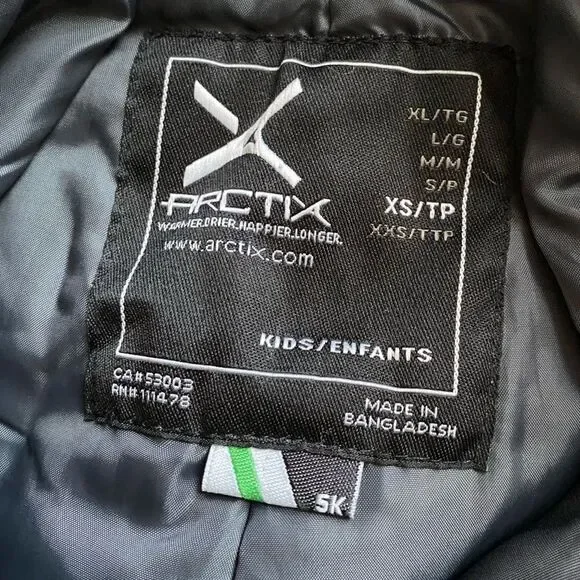 ARCTIX
WARMER.DRIER.HAPPIER.LONGER.
www.arctix.com
XL/TG
L/G
M/M
S/P
XS/TP
XXS/TTP
KIDS/ENFANTS
CA#53003
RN#111478
MADE IN
BANGLADESH
5K